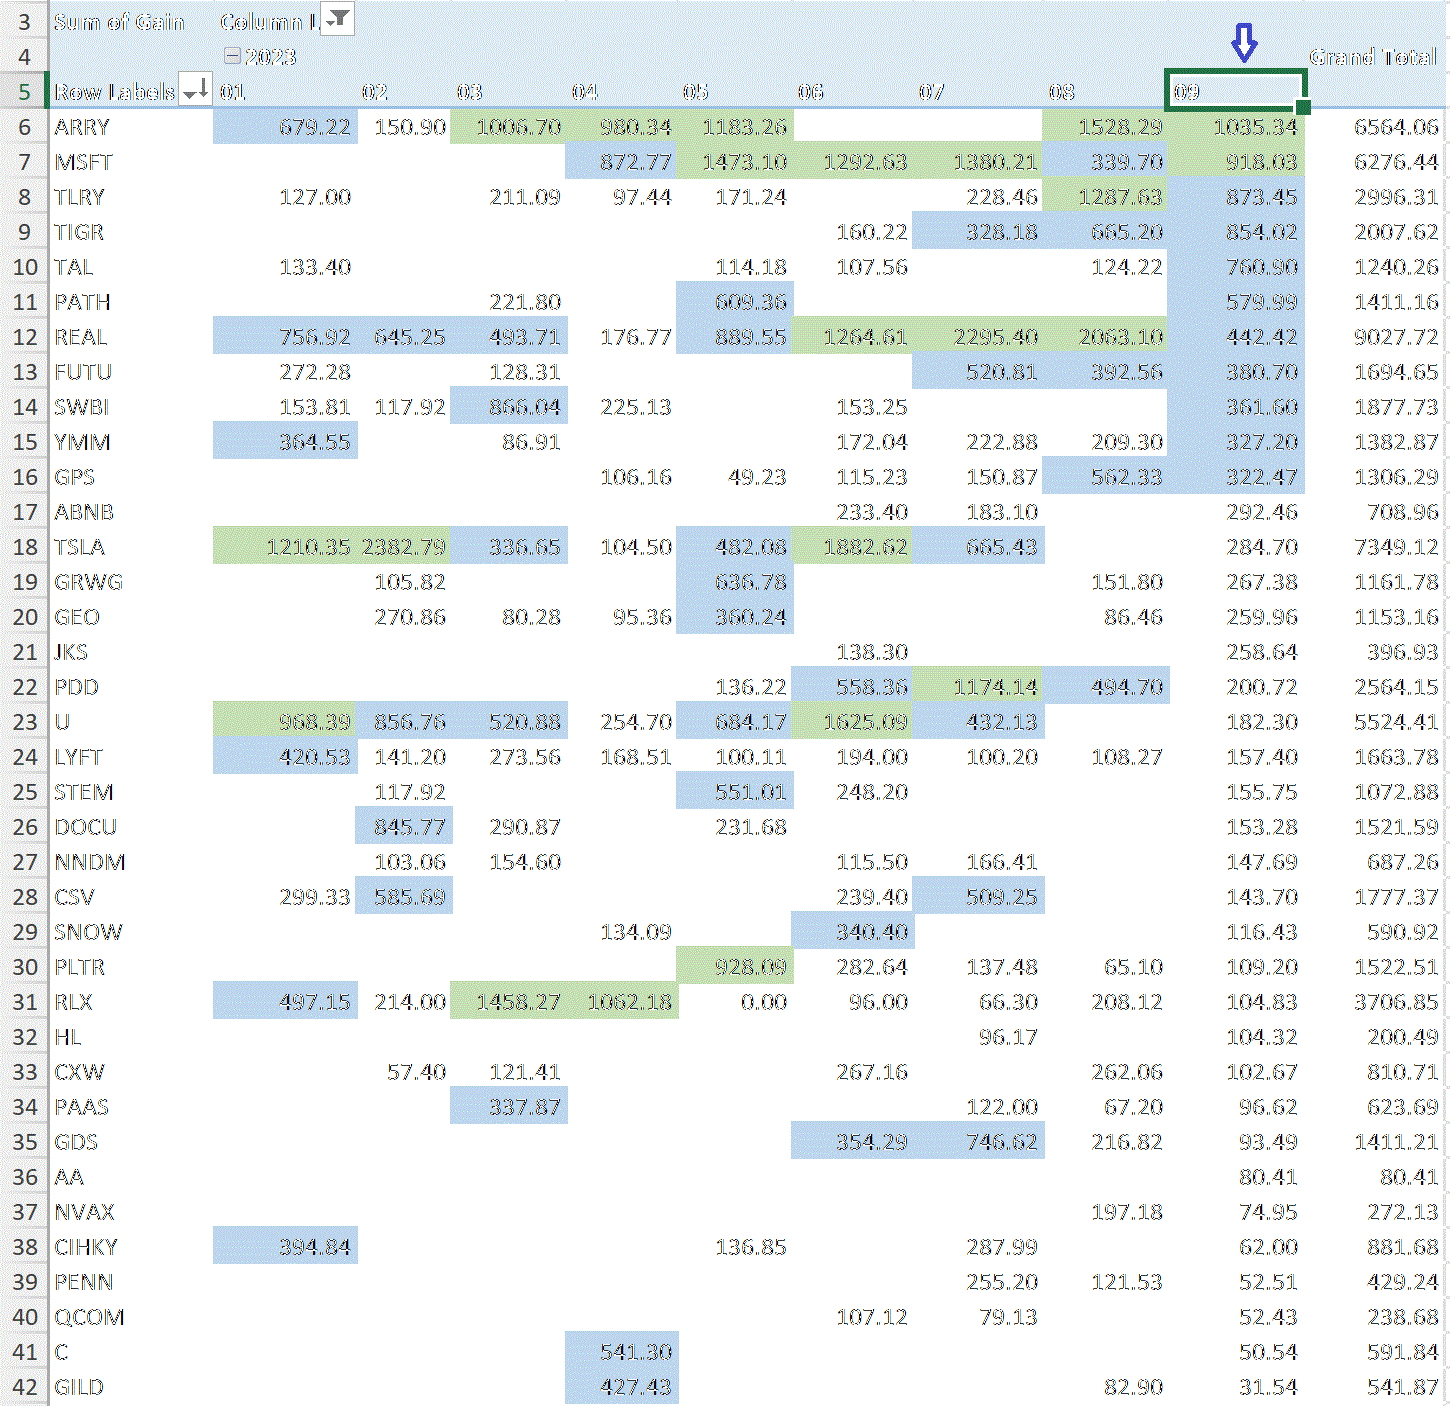 3 Sum of Gain Column L
4 2023 Grand Total
5 Row Labels 01 02 03 04 05 06 07 08 09
6 ARRY 679.22 150.90 1006.70 980.34 1183.26 1528.29 1035.34 6564.06
7 MSFT 872.77 1473.10 1292.63 1380.21 339.70 918.03 6276.44
8 TLRY 127.00 211.09 97.44 171.24 228.46 1287.63 873.45 2996.31
9 TIGR 160.22 328.18 665.20 854.02 2007.62
10 TAL 133.40 114.18 107.56 124.22 760.90 1240.26
11 PATH 221.80 609.36 579.99 1411.16
12 REAL 756.92 645.25 493.71 176.77 889.55 1264.61 2295.40 2063.10 442.42 9027.72
13 FUTU 272.28 128.31 520.81 392.56 380.70 1694.65
14 SWBI 153.81 117.92 866.04 225.13 153.25 361.60 1877.73
15 YMM 364.55 86.91 172.04 222.88 209.30 327.20 1382.87
16 GPS 106.16 49.23 115.23 150.87 562.33 322.47 1306.29
17 ABNB 233.40 183.10 292.46 708.96
18 TSLA 1210.35 2382.79 336.65 104.50 482.08 1882.62 665.43 284.70 7349.12
19 GRWG 105.82 636.78 151.80 267.38 1161.78
20 GEO 270.86 80.28 95.36 360.24 86.46 259.96 1153.16
21 JKS 138.30 258.64 396.93
22 PDD 136.22 558.36 1174.14 494.70 200.72 2564.15
23 U 968.39 856.76 520.88 254.70 684.17 1625.09 432.13 182.30 5524.41
24 LYFT 420.53 141.20 273.56 168.51 100.11 194.00 100.20 108.27 157.40 1663.78
25 STEM 117.92 551.01 248.20 155.75 1072.88
26 DOCU 845.77 290.87 231.68 153.28 1521.59
27 NNDM 103.06 154.60 115.50 166.41 147.69 687.26
28 CSV 299.33 585.69 239.40 509.25 143.70 1777.37
29 SNOW 134.09 340.40 116.43 590.92
30 PLTR 928.09 282.64 137.48 65.10 109.20 1522.51
31 RLX 497.15 214.00 1458.27 1062.18 0.00 96.00 66.30 208.12 104.83 3706.85
32 HL 96.17 104.32 200.49
33 CXW 57.40 121.41 267.16 262.06 102.67 810.71
34 PAAS 337.87 122.00 67.20 96.62 623.69
35 GDS 354.29 746.62 216.82 93.49 1411.21
36 AA 80.41 80.41
37 NVAX 197.18 74.95 272.13
38 CIHKY 394.84 136.85 287.99 62.00 881.68
39 PENN 255.20 121.53 52.51 429.24
40 QCOM 107.12 79.13 52.43 238.68
41 C 541.30 50.54 591.84
42 GILD 427.43 82.90 31.54 541.87